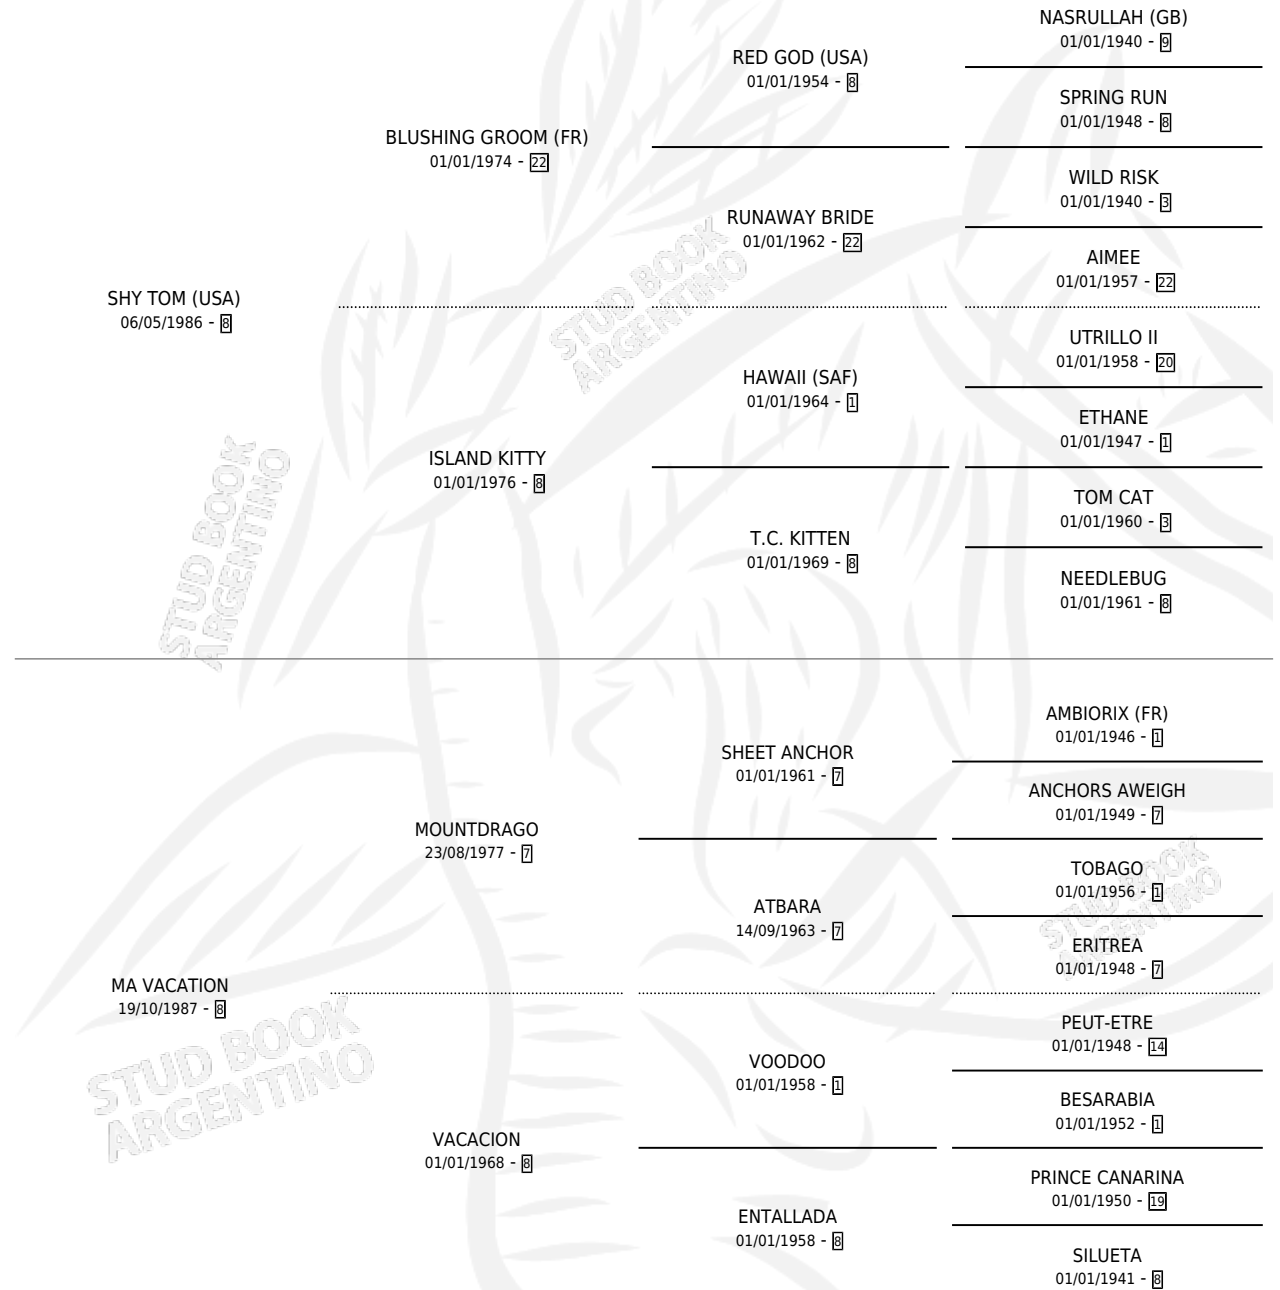 NASRULLAH (GB)
01/01/1940 - 9
RED GOD (USA)
01/01/1954 - 8
SPRING RUN
01/01/1948 - 8
BLUSHING GROOM (FR)
01/01/1974 - 22
WILD RISK
01/01/1940 - 3
RUNAWAY BRIDE
01/01/1962 - 22
AIMEE
01/01/1957 - 22
SHY TOM (USA)
06/05/1986 - 8
UTRILLO II
01/01/1958 - 20
HAWAII (SAF)
01/01/1964 - 1
ETHANE
01/01/1947 - 1
ISLAND KITTY
01/01/1976 - 8
TOM CAT
01/01/1960 - 3
T.C. KITTEN
01/01/1969 - 8
NEEDLEBUG
01/01/1961 - 8
AMBIORIX (FR)
01/01/1946 - 1
SHEET ANCHOR
01/01/1961 - 7
ANCHORS AWEIGH
01/01/1949 - 7
MOUNTDRAGO
23/08/1977 - 7
TOBAGO
01/01/1956 - 1
ATBARA
14/09/1963 - 7
ERITREA
01/01/1948 - 7
MA VACATION
19/10/1987 - 8
PEUT-ETRE
01/01/1948 - 14
VOODOO
01/01/1958 - 1
BESARABIA
01/01/1952 - 1
VACACION
01/01/1968 - 8
PRINCE CANARINA
01/01/1950 - 19
ENTALLADA
01/01/1958 - 8
SILUETA
01/01/1941 - 8
STUD BOOK
ARGENTINO
STUD BOOK
ARGENTINO
STUD BOOK
ARGENTINO
STUD BOOK
ARGENTINO